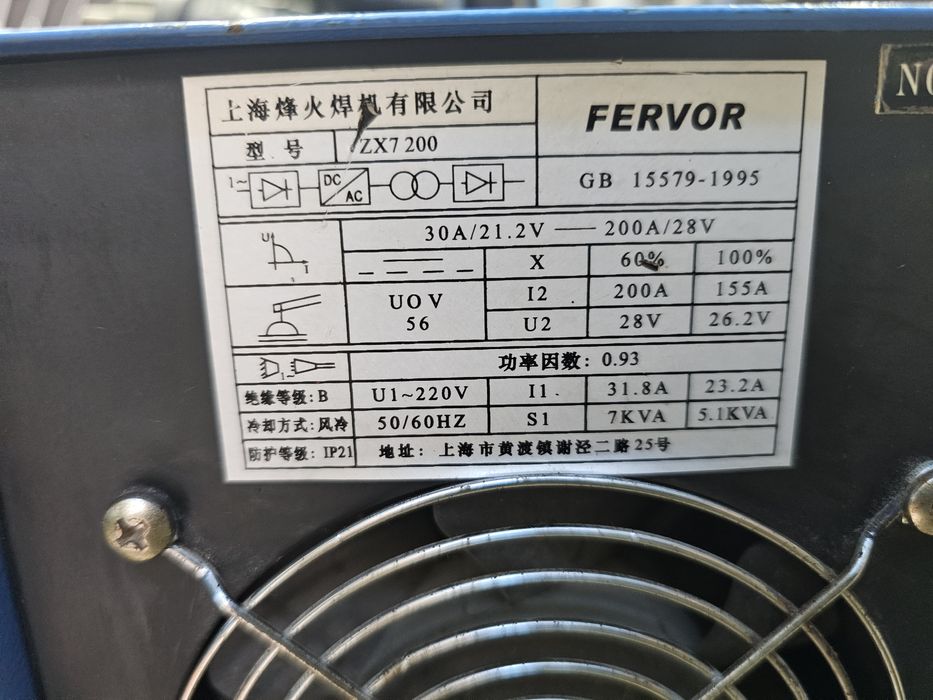 上海烽火焊机有限公司
FERVOR
型号 ZX7 200
1~ DC AC
GB 15579-1995
U I
30A/21.2V — 200A/28V
X 60% 100%
UO V 56
I2 200A 155A
U2 28V 26.2V
1~
功率因数: 0.93
绝缘等级: B U1~220V I1 31.8A 23.2A
冷却方式: 风冷 50/60HZ S1 7KVA 5.1KVA
防护等级: IP21 地址: 上海市黄渡镇谢泾二路25号